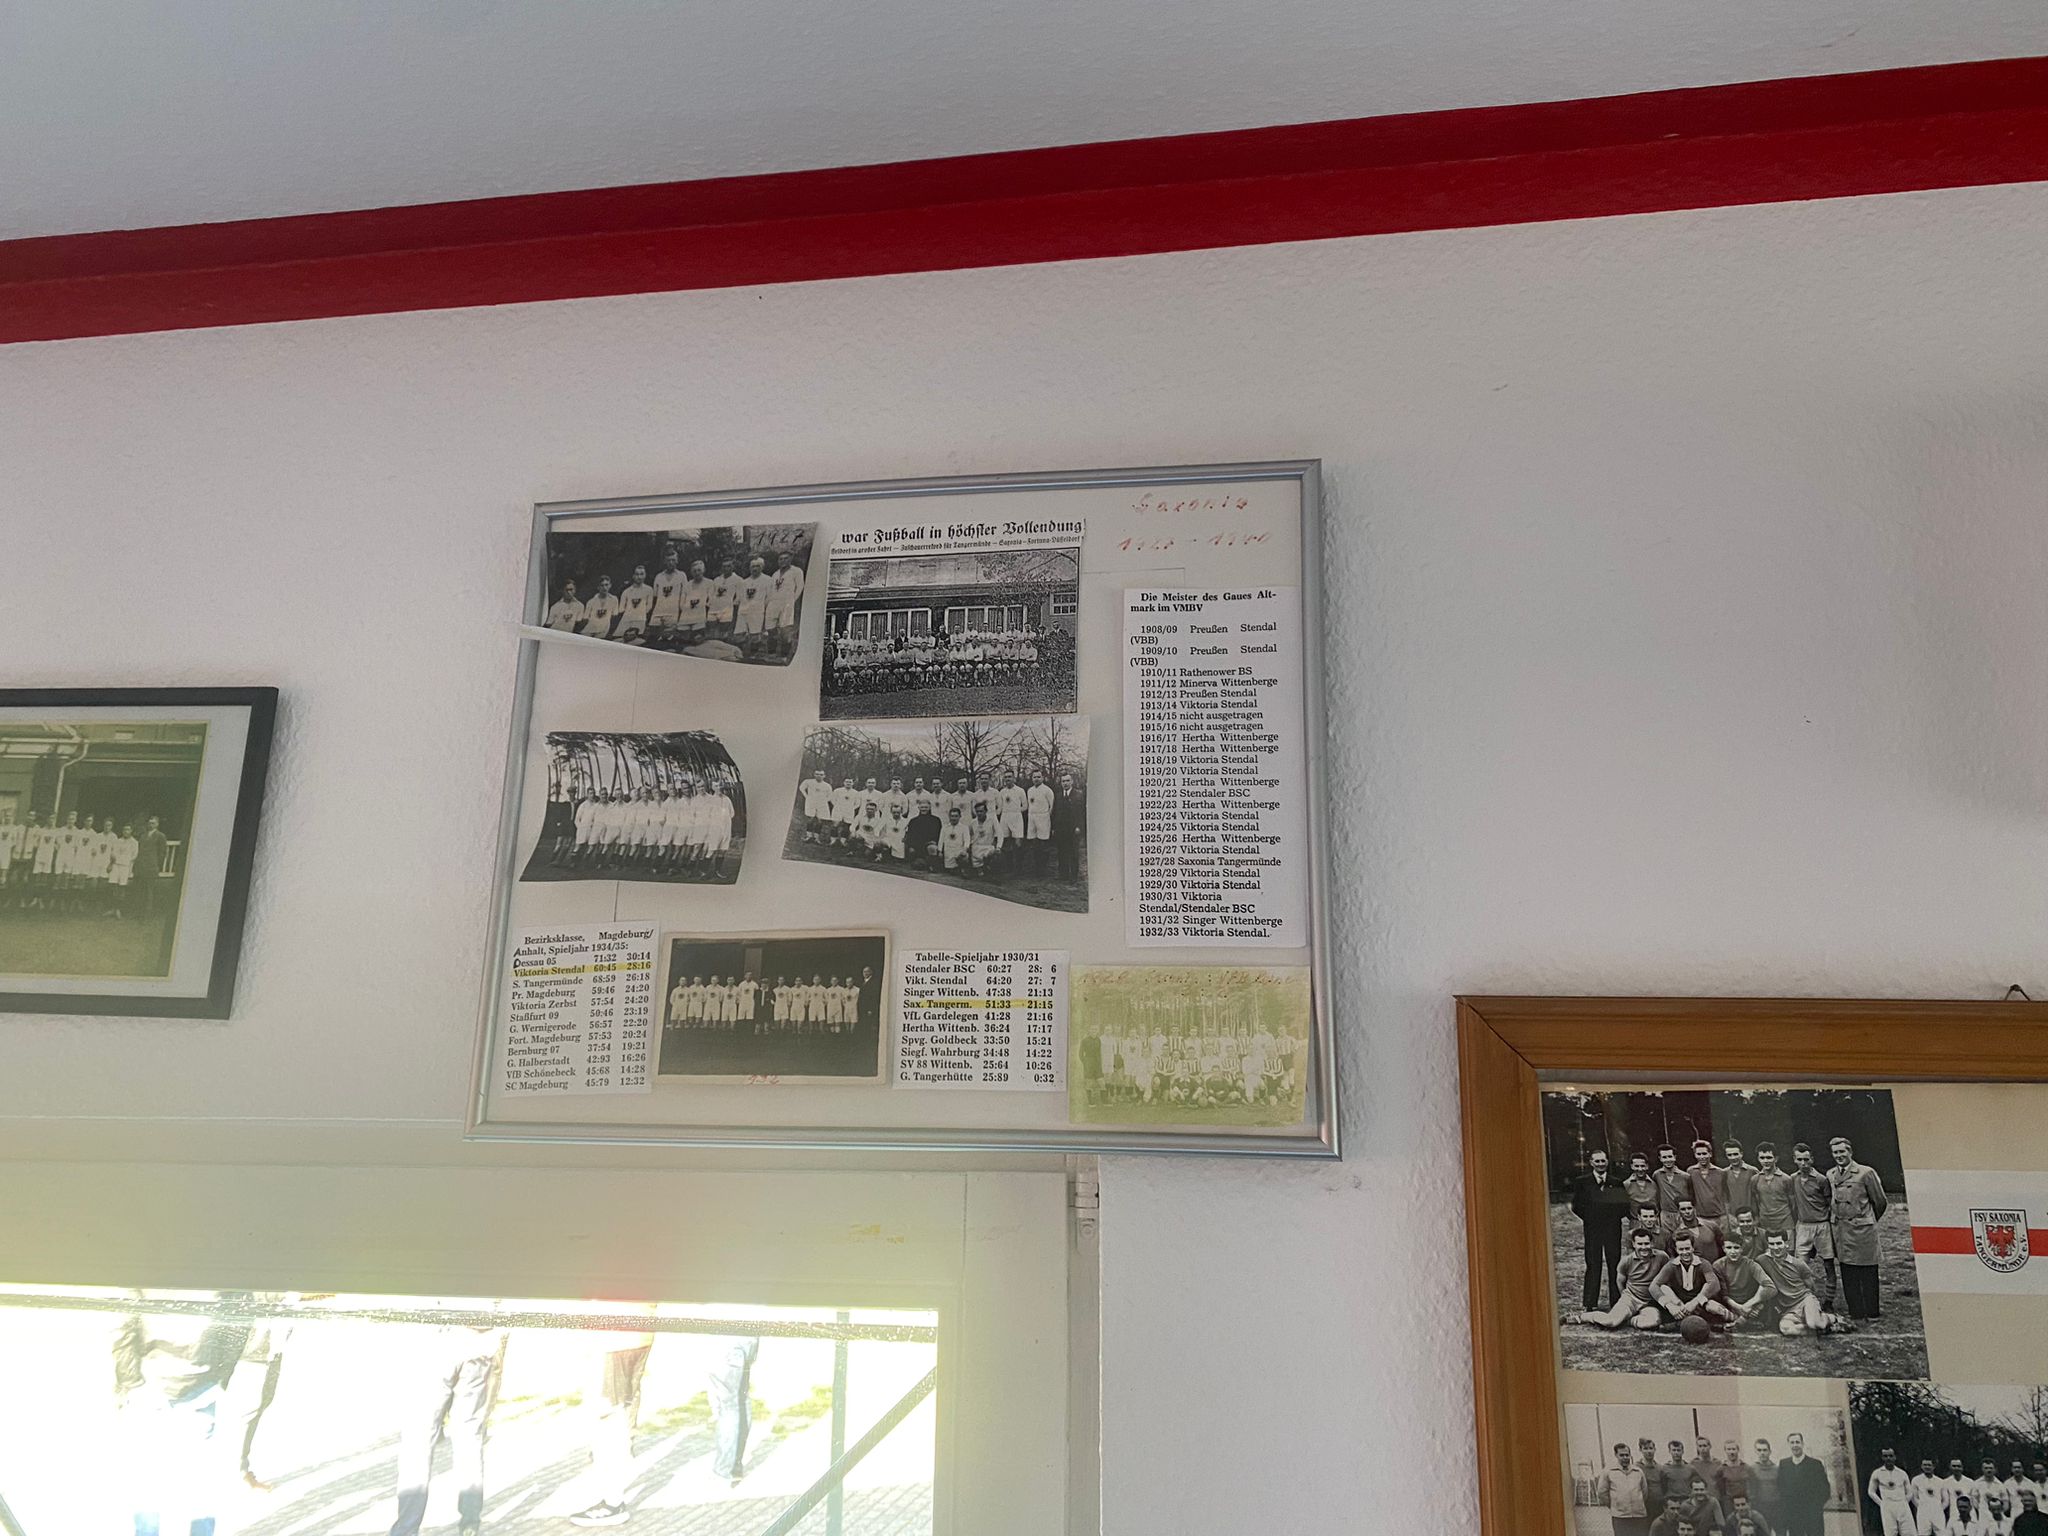 1927
war Fußball in höchster Vollendung!
Zuschauerrekord für Tangermünde — Saxonia-Fortuna-Düsseldorf
Saxonia
1927 - 1940
Die Meister des Gaues Alt-
mark im VMBV
1908/09 Preußen Stendal
(VBB)
1909/10 Preußen Stendal
(VBB)
1910/11 Rathenower BS
1911/12 Minerva Wittenberge
1912/13 Preußen Stendal
1913/14 Viktoria Stendal
1914/15 nicht ausgetragen
1915/16 nicht ausgetragen
1916/17 Hertha Wittenberge
1917/18 Hertha Wittenberge
1918/19 Viktoria Stendal
1919/20 Viktoria Stendal
1920/21 Hertha Wittenberge
1921/22 Stendaler BSC
1922/23 Hertha Wittenberge
1923/24 Viktoria Stendal
1924/25 Viktoria Stendal
1925/26 Hertha Wittenberge
1926/27 Viktoria Stendal
1927/28 Saxonia Tangermünde
1928/29 Viktoria Stendal
1929/30 Viktoria Stendal
1930/31 Viktoria
Stendal/Stendaler BSC
1931/32 Singer Wittenberge
1932/33 Viktoria Stendal.
Bezirksklasse, Magdeburg/
Anhalt, Spieljahr 1934/35:
Dessau 05 71:32 30:14
Viktoria Stendal 60:45 28:16
S. Tangermünde 68:59 26:18
Pr. Magdeburg 59:46 24:20
Viktoria Zerbst 57:54 24:20
Staßfurt 09 50:46 23:19
G. Wernigerode 56:57 22:20
Fort. Magdeburg 57:53 20:24
Bernburg 07 37:54 19:21
G. Halberstadt 42:93 16:26
VfB Schönebeck 45:68 14:28
SC Magdeburg 45:79 12:32
Tabelle-Spieljahr 1930/31
Stendaler BSC 60:27 28: 6
Vikt. Stendal 64:20 27: 7
Singer Wittenb. 47:38 21:13
Sax. Tangerm. 51:33 21:15
VfL Gardelegen 41:28 21:16
Hertha Wittenb. 36:24 17:17
Spvg. Goldbeck 33:50 15:21
Siegf. Wahrburg 34:48 14:22
SV 88 Wittenb. 25:64 10:26
G. Tangerhütte 25:89 0:32
FSV SAXONIA
TANGERMÜNDE e.V.